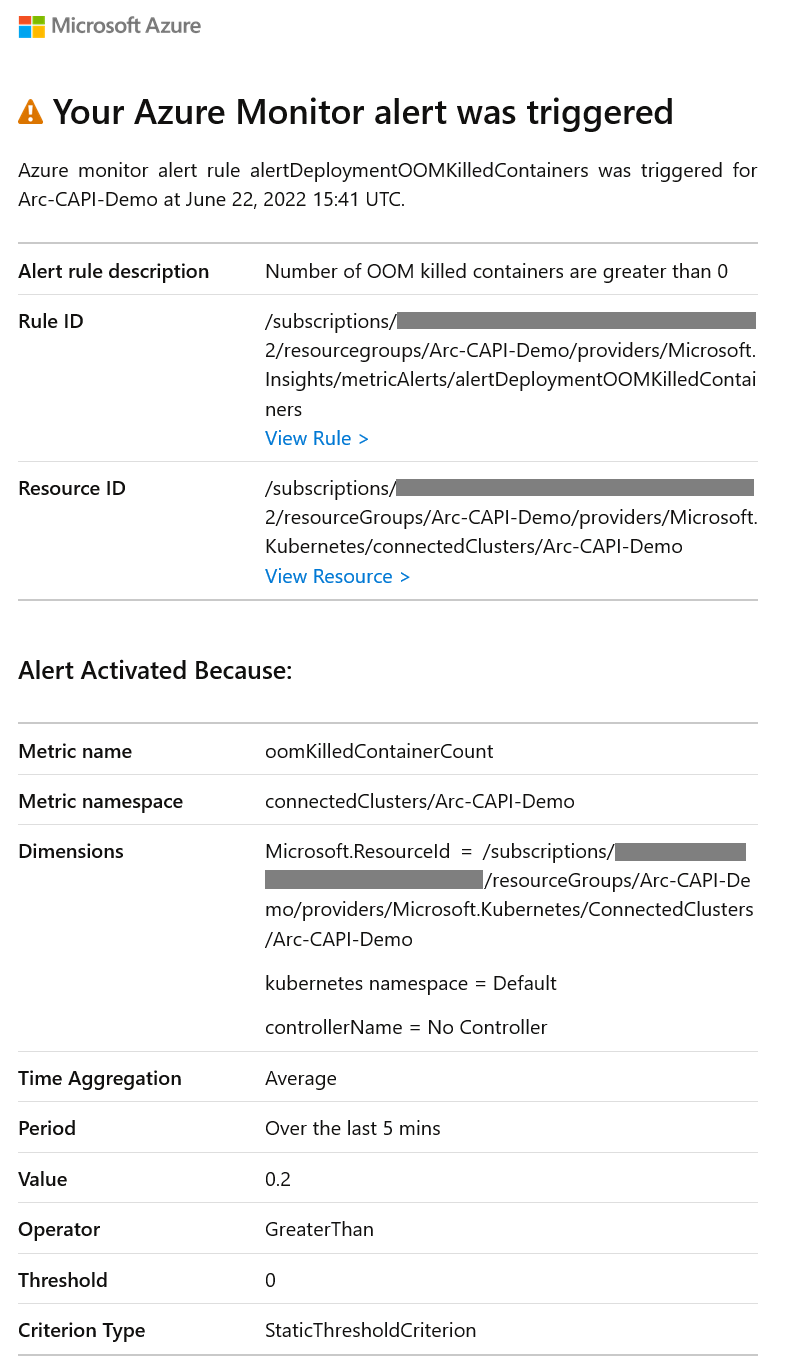 Microsoft Azure
Your Azure Monitor alert was triggered
Azure monitor alert rule alertDeploymentOOMKilledContainers was triggered for
Arc-CAPI-Demo at June 22, 2022 15:41 UTC.
Alert rule description Number of OOM killed containers are greater than 0
Rule ID /subscriptions/
2/resourcegroups/Arc-CAPI-Demo/providers/Microsoft.
Insights/metricAlerts/alertDeploymentOOMKilledContai
ners
View Rule >
Resource ID /subscriptions/
2/resourceGroups/Arc-CAPI-Demo/providers/Microsoft.
Kubernetes/connectedClusters/Arc-CAPI-Demo
View Resource >
Alert Activated Because:
Metric name oomKilledContainerCount
Metric namespace connectedClusters/Arc-CAPI-Demo
Dimensions Microsoft.ResourceId = /subscriptions/
/resourceGroups/Arc-CAPI-De
mo/providers/Microsoft.Kubernetes/ConnectedClusters
/Arc-CAPI-Demo
kubernetes namespace = Default
controllerName = No Controller
Time Aggregation Average
Period Over the last 5 mins
Value 0.2
Operator GreaterThan
Threshold 0
Criterion Type StaticThresholdCriterion